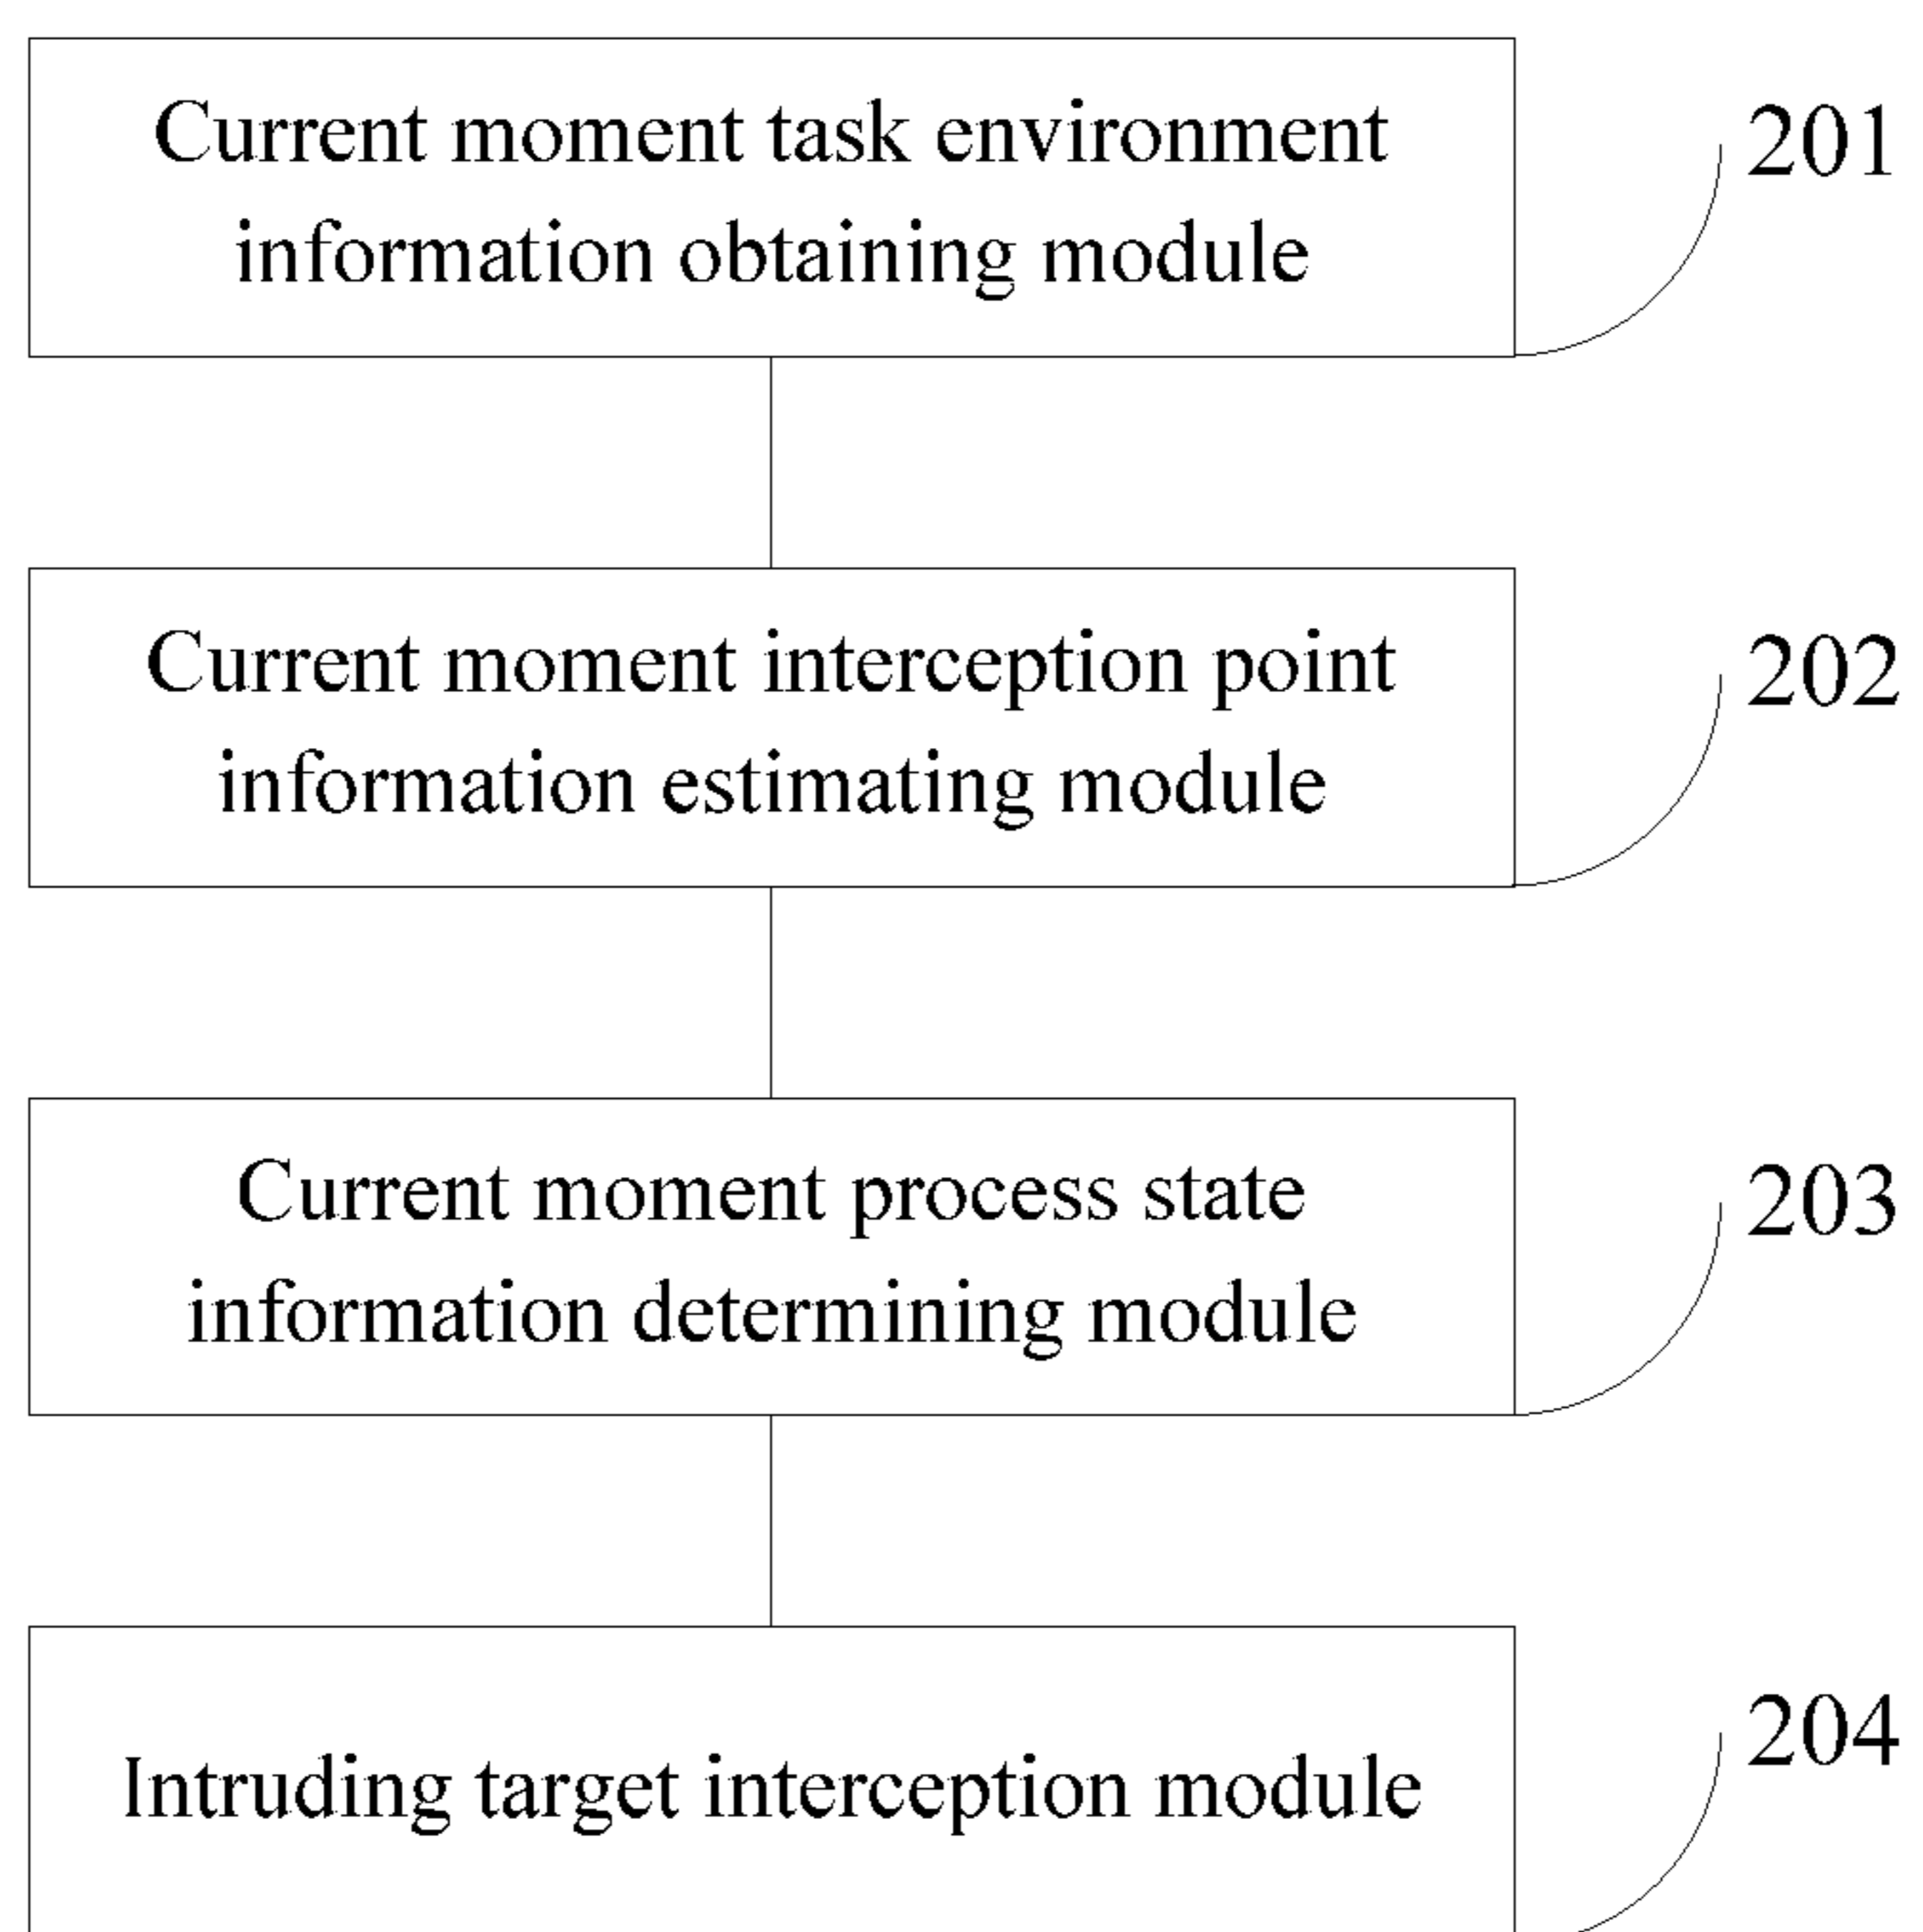 Current moment task environment
information obtaining module
201
Current moment interception point
information estimating module
202
Current moment process state
information determining module
203
Intruding target interception module
204